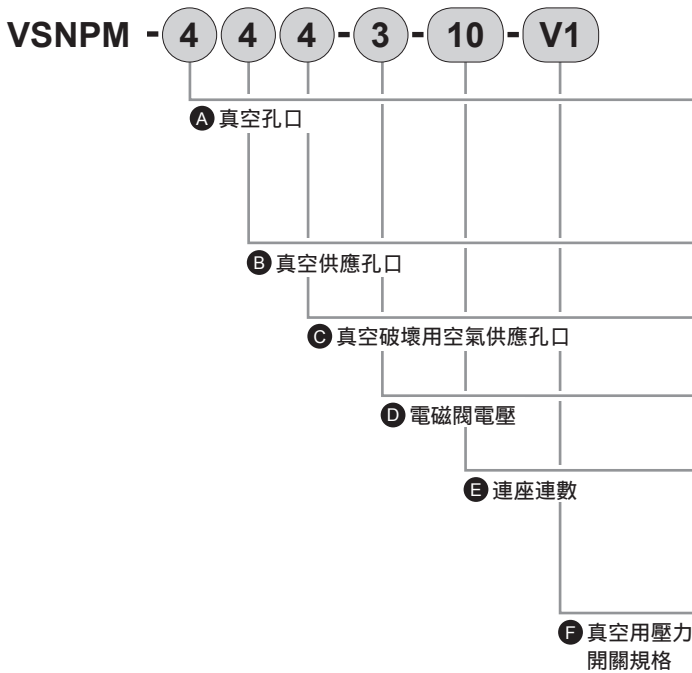 VSNPM - 4 4 4 - 3 - 10 - V1
A 真空孔口
B 真空供應孔口
C 真空破壞用空氣供應孔口
D 電磁閥電壓
E 連座連數
F 真空用壓力
開關規格